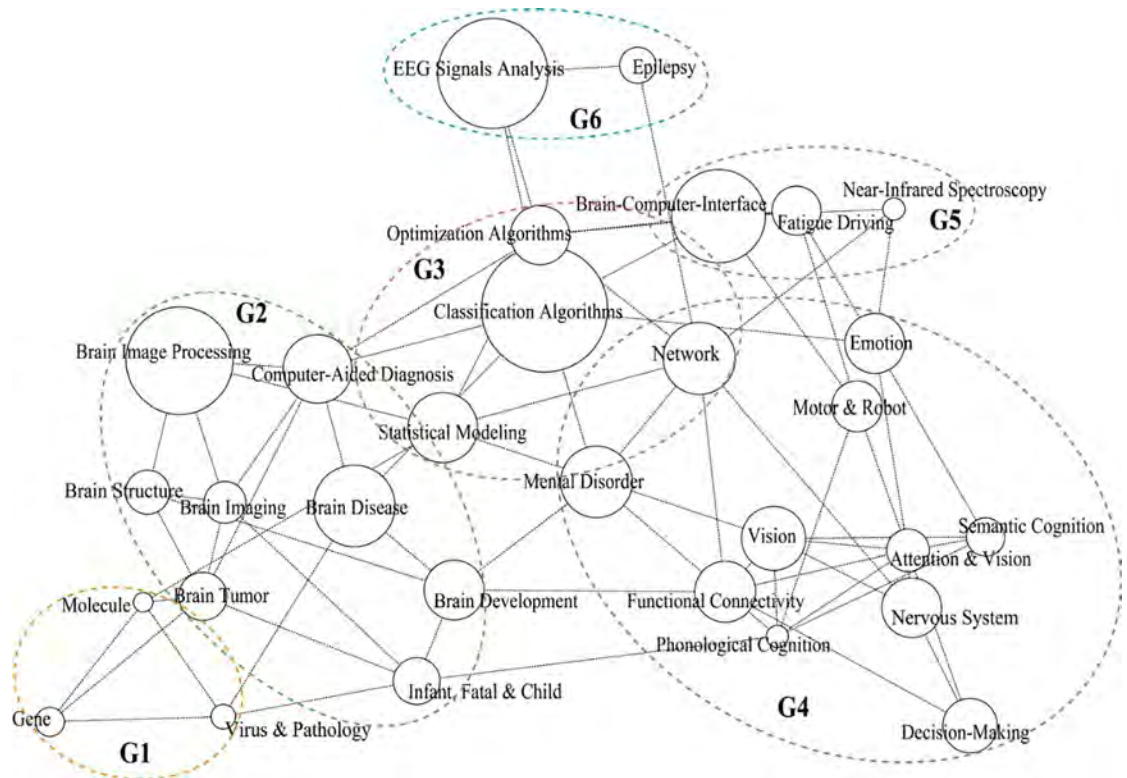 EEG Signals Analysis
Epilepsy
G6
Near-Infrared Spectroscopy
Brain-Computer-Interface
Fatigue Driving
G5
Optimization Algorithms
G3
Classification Algorithms
G2
Brain Image Processing
Computer-Aided Diagnosis
Network
Emotion
Motor & Robot
Statistical Modeling
Brain Structure
Brain Imaging
Brain Disease
Mental Disorder
Vision
Semantic Cognition
Attention & Vision
Molecule
Brain Tumor
Brain Development
Functional Connectivity
Nervous System
Phonological Cognition
Infant, Fatal & Child
G4
Gene
Virus & Pathology
Decision-Making
G1